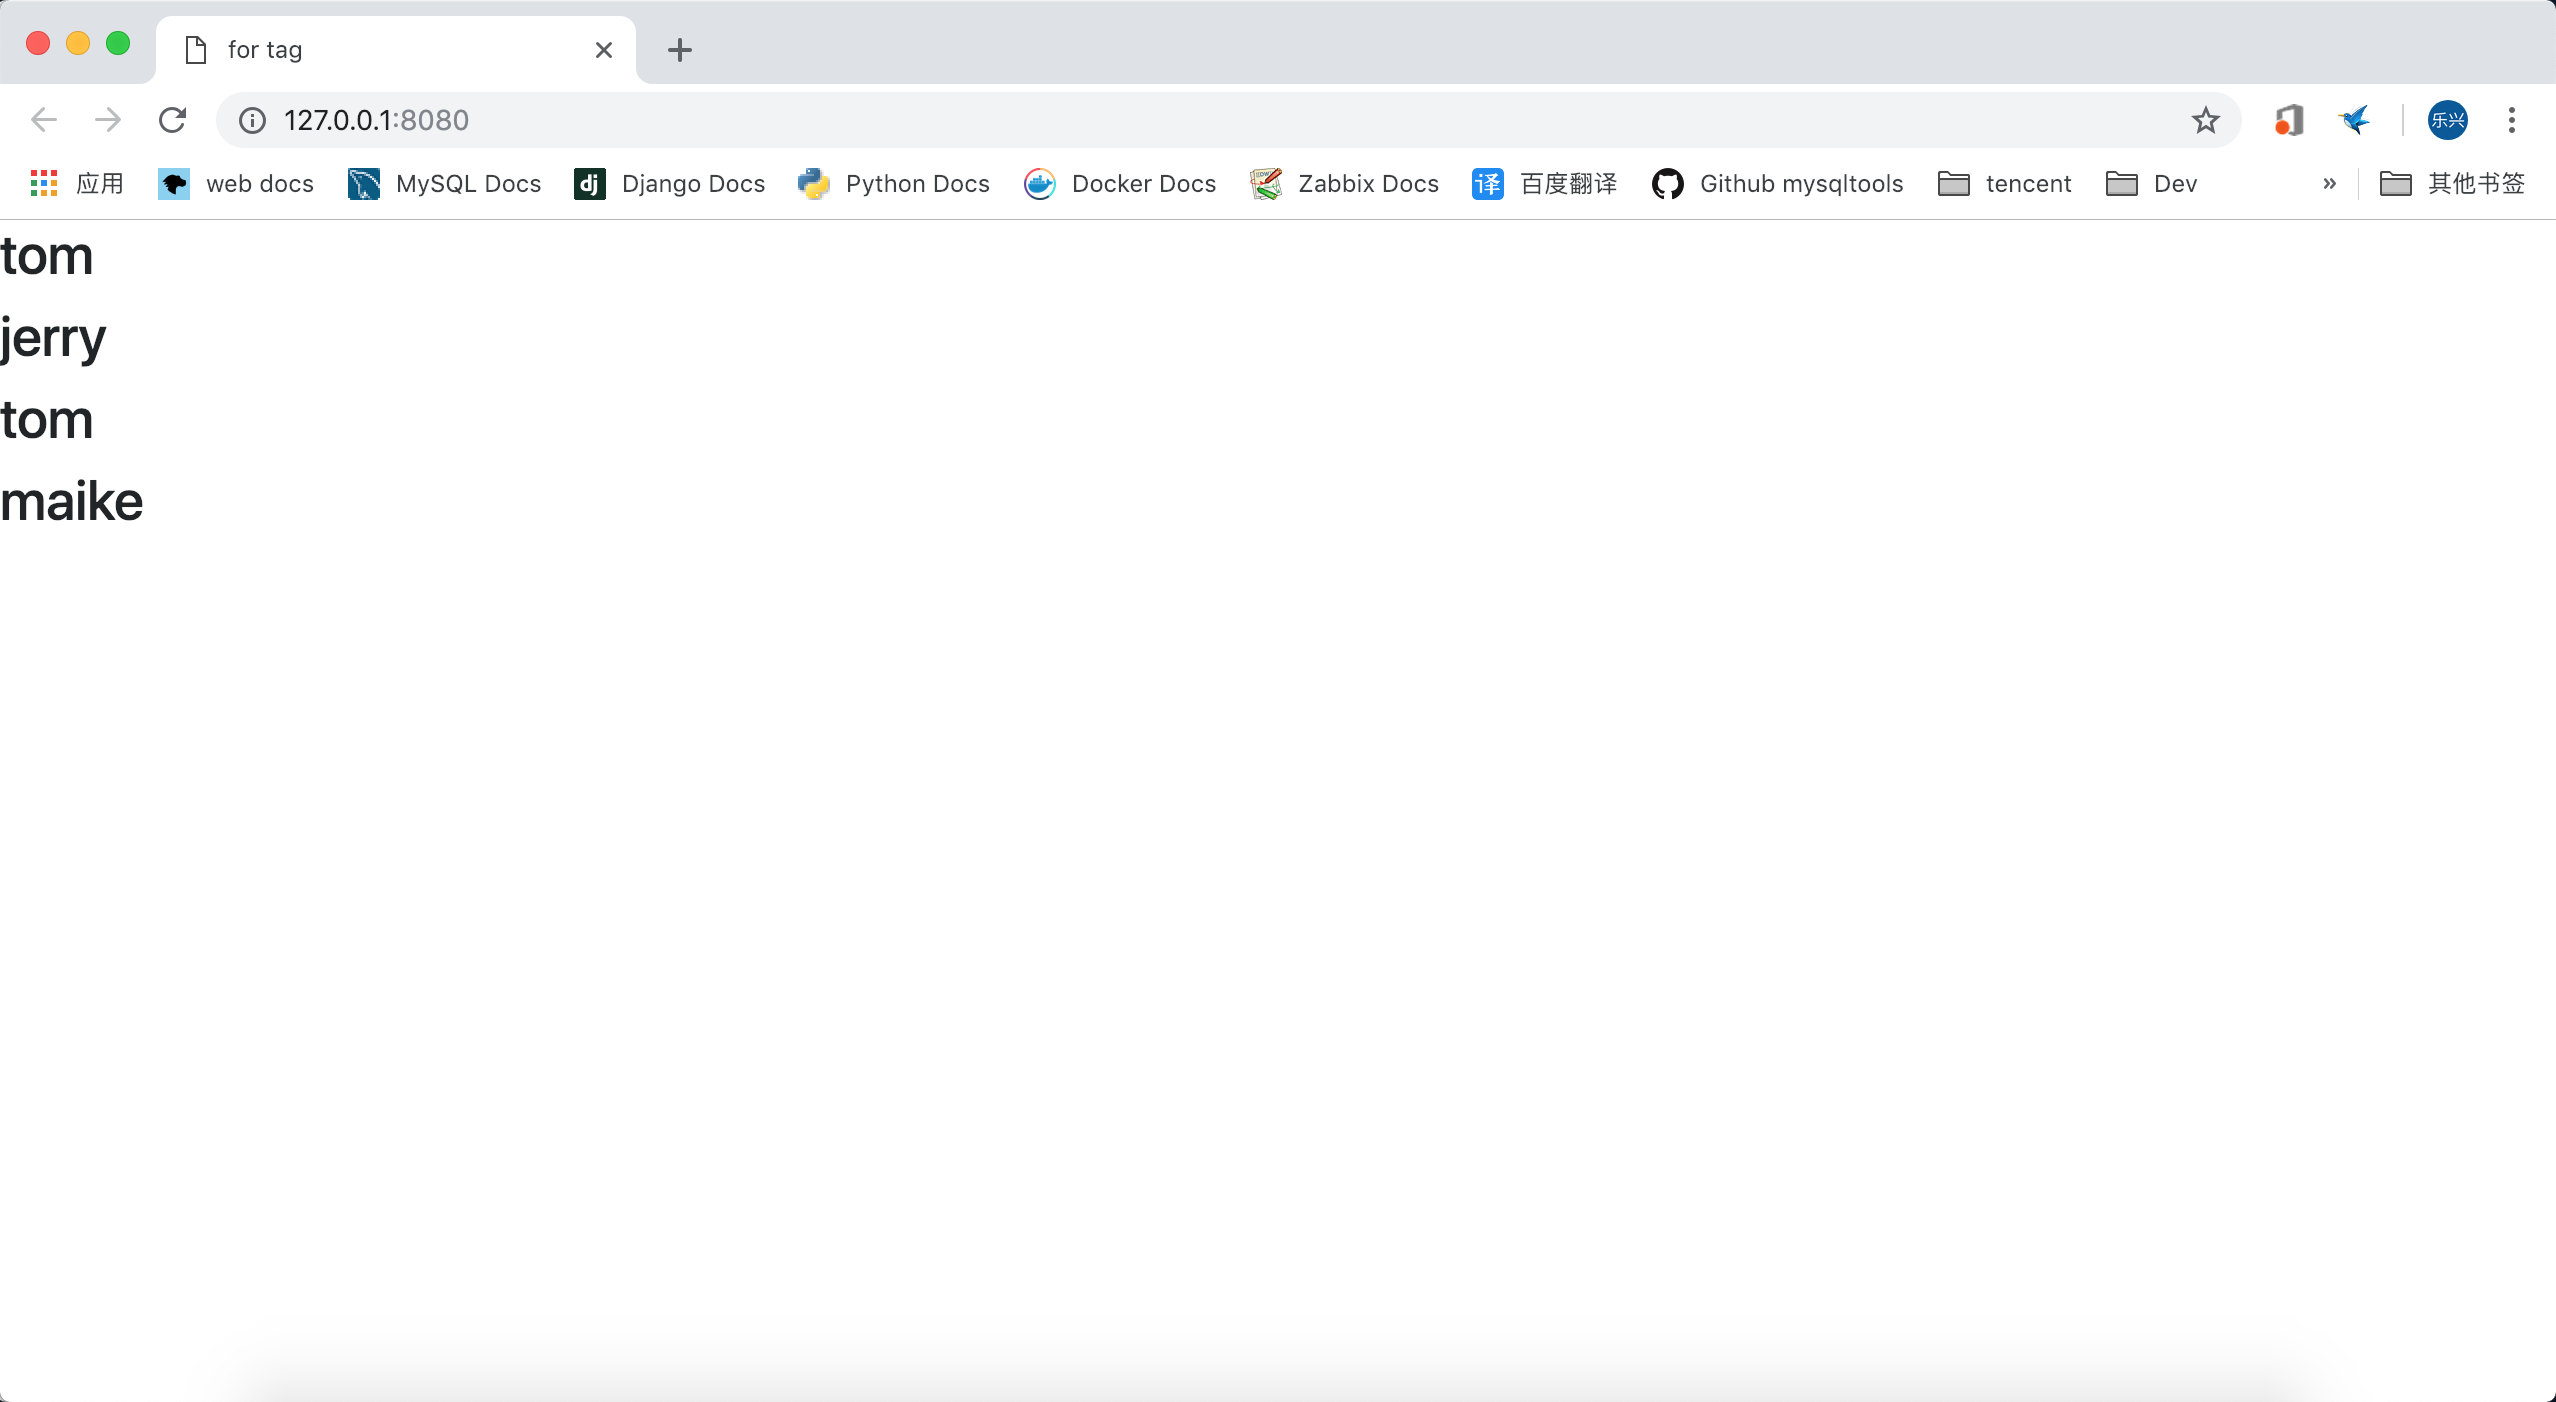 for tag
127.0.0.1:8080
乐兴
应用 web docs MySQL Docs dj Django Docs Python Docs Docker Docs Zabbix Docs 译 百度翻译 Github mysqltools tencent Dev » 其他书签
tom
jerry
tom
maike